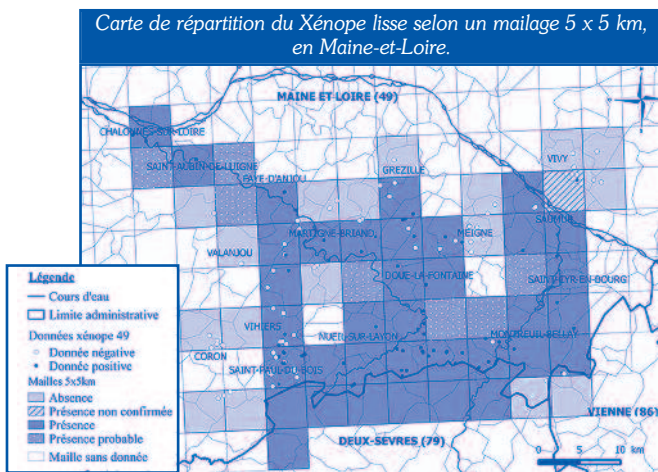 Carte de répartition du Xénope lisse selon un mailage 5 x 5 km,
en Maine-et-Loire.
MAINE ET LOIRE (49)
CHALONNES-SUR-LOIRE
SAINT-AUBIN-DE-LUIGNE
FAYE-D'ANJOU
GREZILLE
VIVY
MARTIGNE-BRIAND
MEIGNE
SAUMUR
VALANJOU
DOUE-LA-FONTAINE
SAINT-CYR-EN-BOURG
VIHIERS
NUEIL-SUR-LAYON
MONTREUIL-BELLAY
CORON
SAINT-PAUL-DU-BOIS
DEUX-SEVRES (79)
VIENNE (86)
0 5 10 km
Légende
Cours d'eau
Limite administrative
Données xénope 49
Donnée négative
Donnée positive
Mailles 5x5km
Absence
Présence non confirmée
Présence
Présence probable
Maille sans donnée